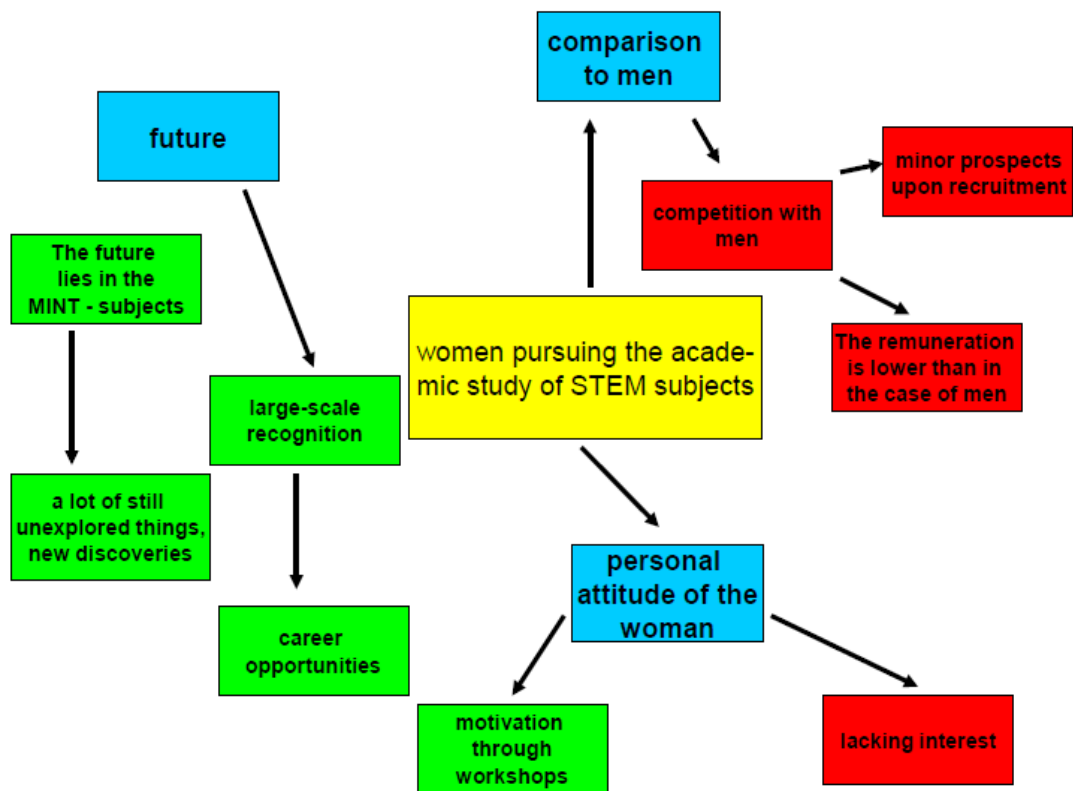 comparison
to men
future
minor prospects
upon recruitment
competition with
men
The future
lies in the
MINT - subjects
women pursuing the acade-
mic study of STEM subjects
The remuneration
is lower than in
the case of men
large-scale
recognition
a lot of still
unexplored things,
new discoveries
personal
attitude of the
woman
career
opportunities
motivation
through
workshops
lacking interest